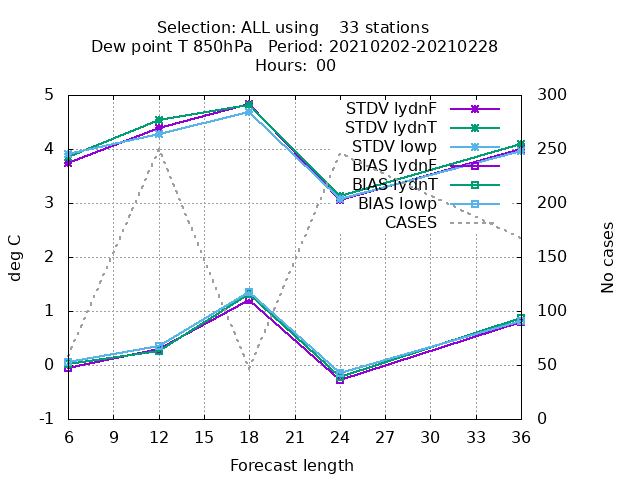 Selection: ALL using 33 stations
Dew point T 850hPa Period: 20210202-20210228
Hours: 00
STDV lydnF
STDV lydnT
STDV lowp
BIAS lydnF
BIAS lydnT
BIAS lowp
CASES
5
4
3
2
1
0
-1
deg C
300
250
200
150
100
50
0
No cases
6 9 12 15 18 21 24 27 30 33 36
Forecast length